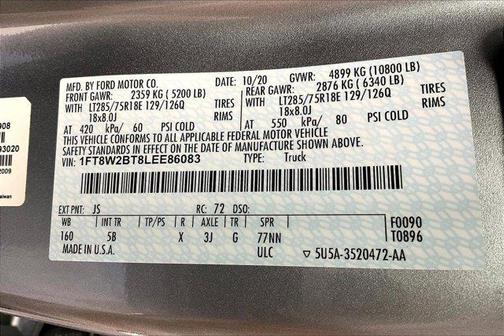 MFD. BY FORD MOTOR CO. 10/20 GVWR: 4899 KG (10800 LB)
FRONT GAWR: 2359 KG (5200 LB) REAR GAWR: 2876 KG (6340 LB)
WITH LT285/75R18E 129/126Q TIRES WITH LT285/75R18E 129/126Q TIRES
18x8.0J RIMS 18x8.0J RIMS
AT 420 kPa/ 60 PSI COLD AT 550 kPa/ 80 PSI COLD
THIS VEHICLE CONFORMS TO ALL APPLICABLE FEDERAL MOTOR VEHICLE
SAFETY STANDARDS IN EFFECT ON THE DATE OF MANUFACTURE SHOWN ABOVE.
VIN: 1FT8W2BT8LEE86083 TYPE: Truck
EXT PNT: JS RC: 72 DSO:
WB INT TR TP/PS R AXLE TR SPR F0090
160 5B X 3J G 77NN T0896
MADE IN U.S.A. ULC 5U5A-3520472-AA
908
93020
2009